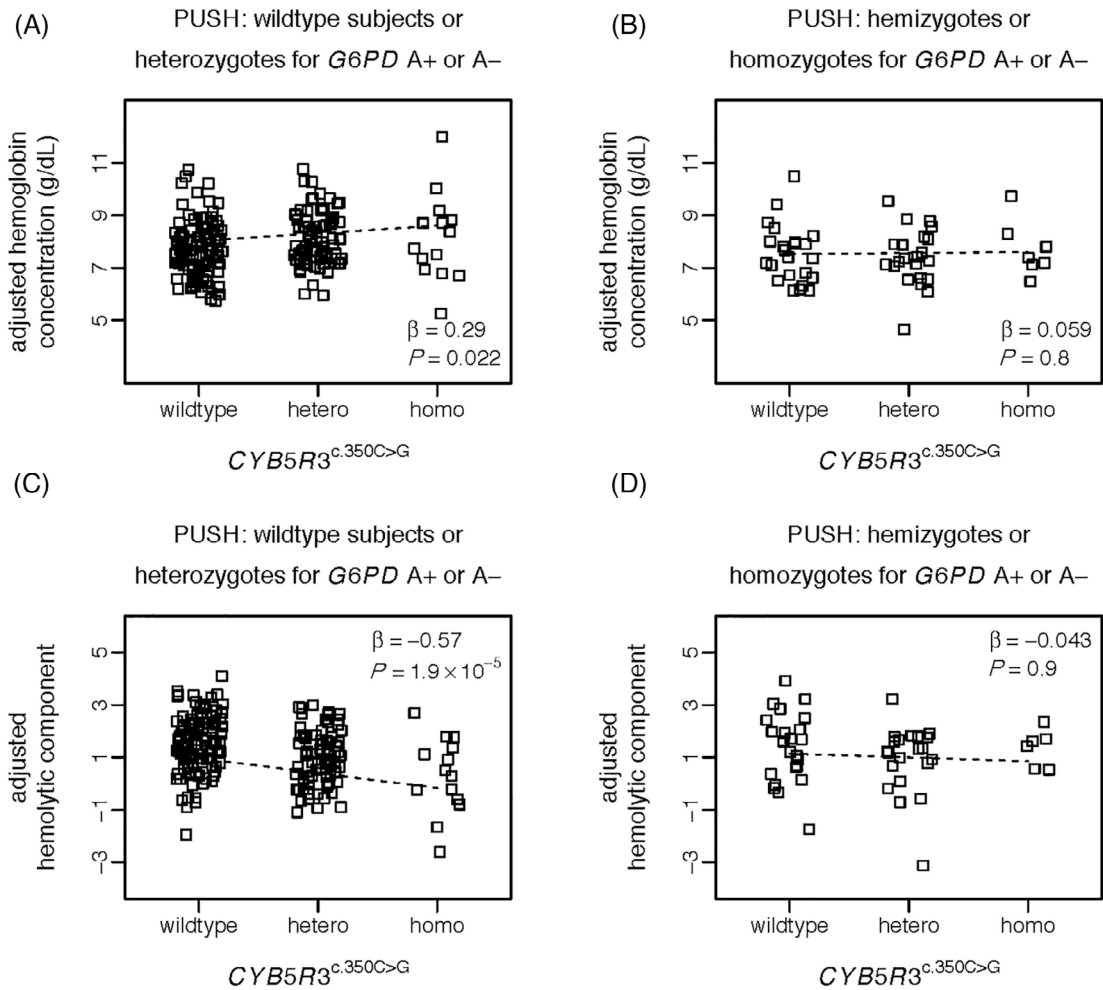 (A)
PUSH: wildtype subjects or
heterozygotes for G6PD A+ or A−
adjusted hemoglobin
concentration (g/dL)
11
9
7
5
β = 0.29
P = 0.022
wildtype hetero homo
CYB5R3c.350C>G
(B)
PUSH: hemizygotes or
homozygotes for G6PD A+ or A−
adjusted hemoglobin
concentration (g/dL)
11
9
7
5
β = 0.059
P = 0.8
wildtype hetero homo
CYB5R3c.350C>G
(C)
PUSH: wildtype subjects or
heterozygotes for G6PD A+ or A−
adjusted
hemolytic component
5
3
1
−1
−3
β = −0.57
P = 1.9 × 10−5
wildtype hetero homo
CYB5R3c.350C>G
(D)
PUSH: hemizygotes or
homozygotes for G6PD A+ or A−
adjusted
hemolytic component
5
3
1
−1
−3
β = −0.043
P = 0.9
wildtype hetero homo
CYB5R3c.350C>G